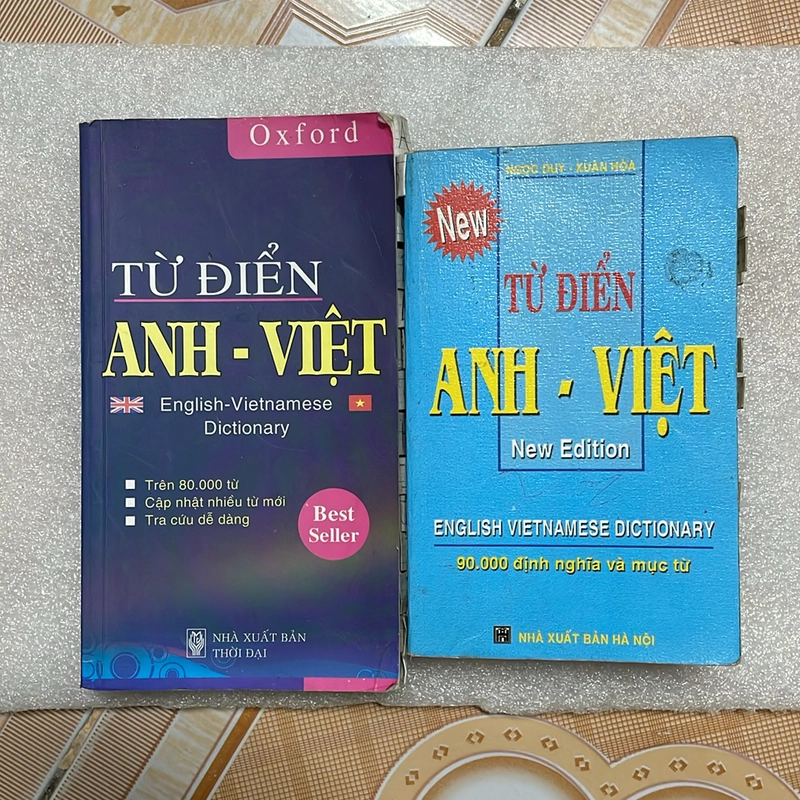 Oxford
TỪ ĐIỂN
ANH - VIỆT
English-Vietnamese
Dictionary
Trên 80.000 từ
Cập nhật nhiều từ mới
Tra cứu dễ dàng
Best
Seller
NHÀ XUẤT BẢN
THỜI ĐẠI
NGỌC DUY - XUÂN HÒA
New
TỪ ĐIỂN
ANH - VIỆT
New Edition
ENGLISH VIETNAMESE DICTIONARY
90.000 định nghĩa và mục từ
NHÀ XUẤT BẢN HÀ NỘI